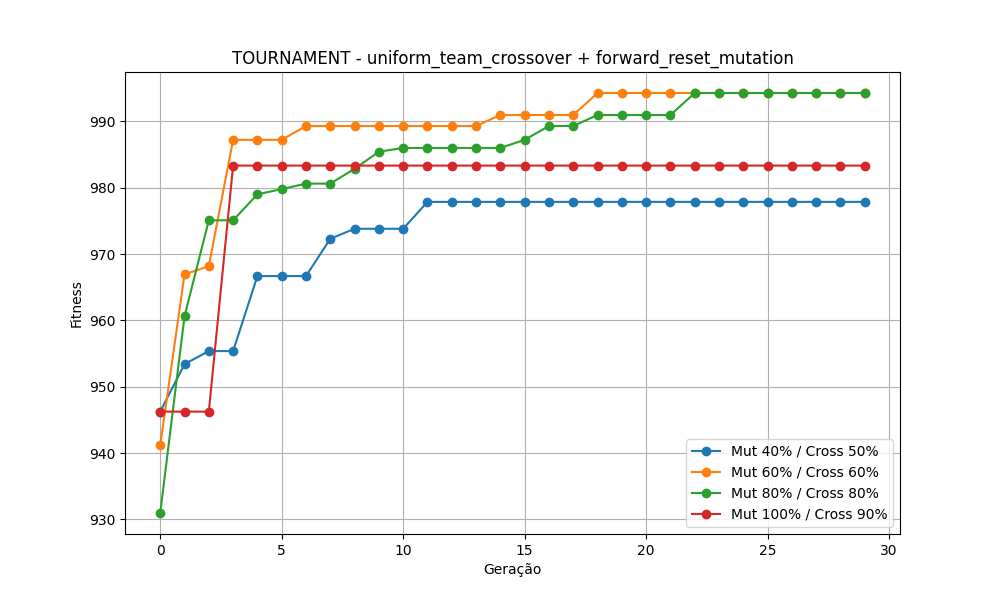 TOURNAMENT - uniform_team_crossover + forward_reset_mutation
Fitness
990
980
970
960
950
940
930
0 5 10 15 20 25 30
Geração
Mut 40% / Cross 50%
Mut 60% / Cross 60%
Mut 80% / Cross 80%
Mut 100% / Cross 90%